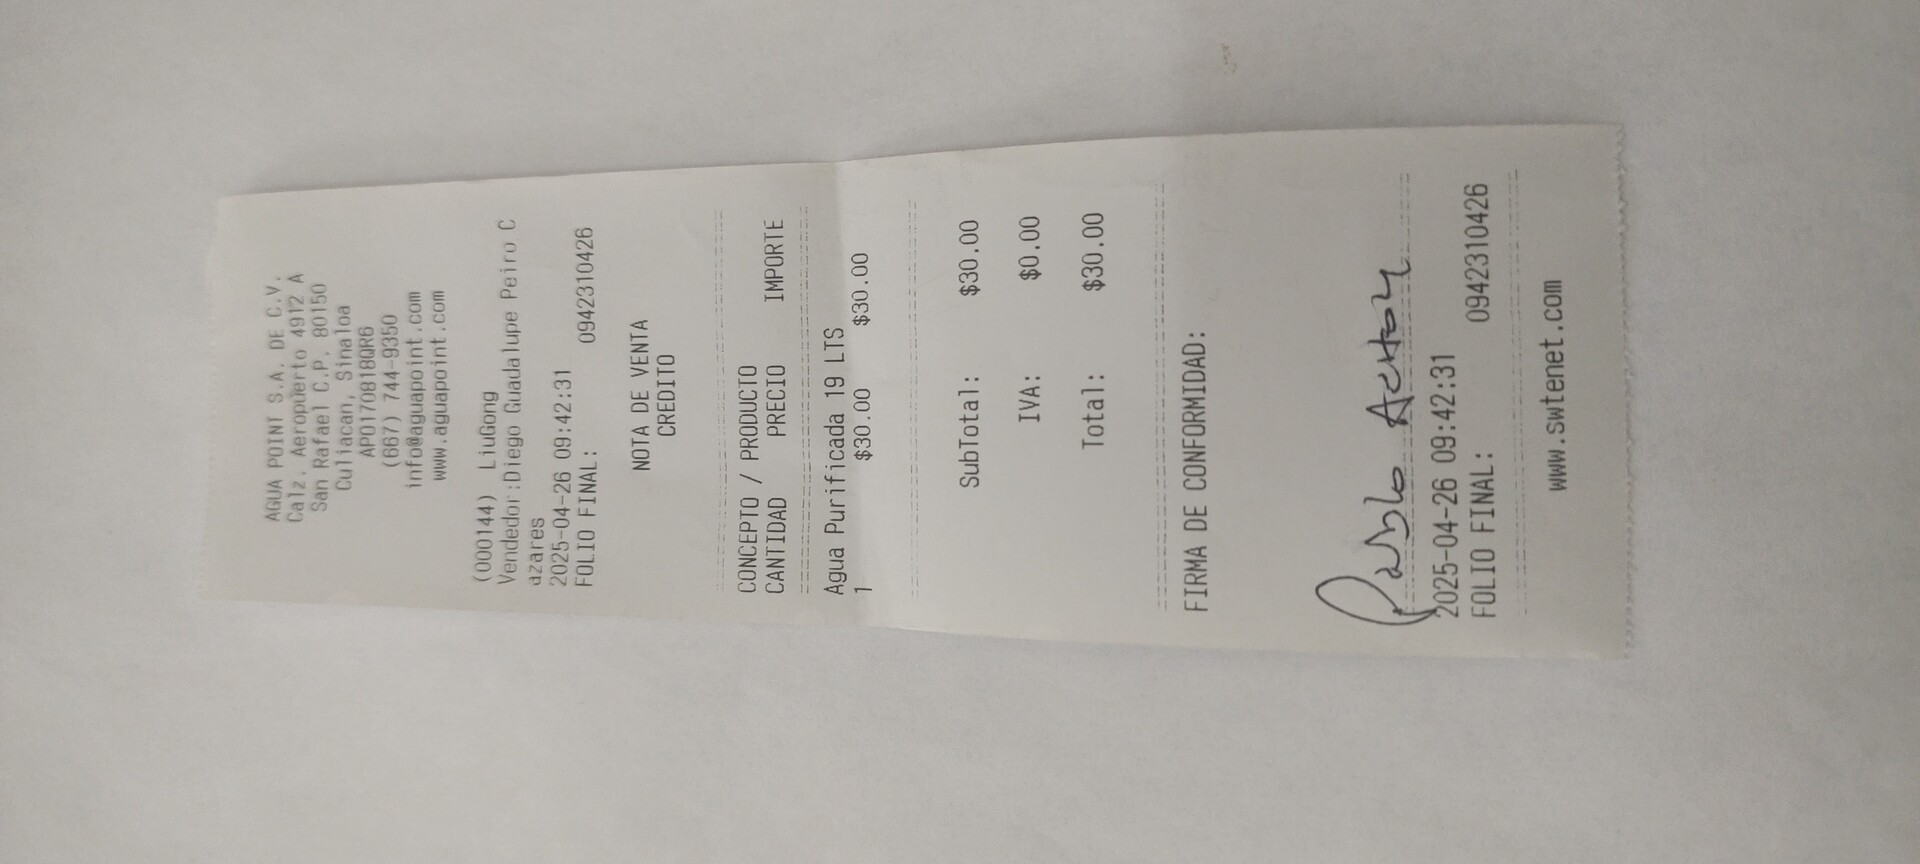 AGUA POINT S.A. DE C.V.
Calz. Aeropuerto 4912 A
San Rafael C.P. 80150
Culiacan, Sinaloa
APO170818QR6
(667) 744-9350
info@aguapoint.com
www.aguapoint.com
(000144) LiuGong
Vendedor:Diego Guadalupe Peiro C
azares
2025-04-26 09:42:31
FOLIO FINAL: 0942310426
NOTA DE VENTA
CREDITO
CONCEPTO / PRODUCTO
CANTIDAD PRECIO IMPORTE
Agua Purificada 19 LTS
1 $30.00 $30.00
SubTotal: $30.00
IVA: $0.00
Total: $30.00
FIRMA DE CONFORMIDAD:
Pablo
2025-04-26 09:42:31
FOLIO FINAL: 0942310426
www.swtenet.com